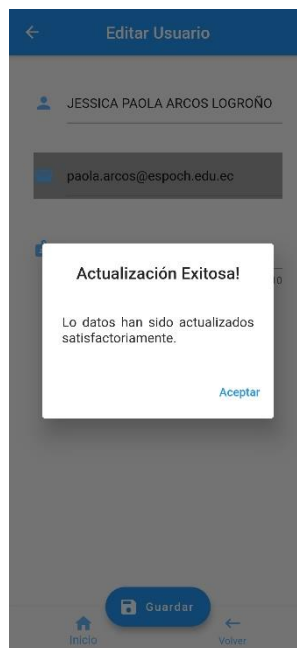 Editar Usuario
JESSICA PAOLA ARCOS LOGROÑO
paola.arcos@espoch.edu.ec
Actualización Exitosa!
Lo datos han sido actualizados
satisfactoriamente.
Aceptar
Guardar
Inicio
Volver